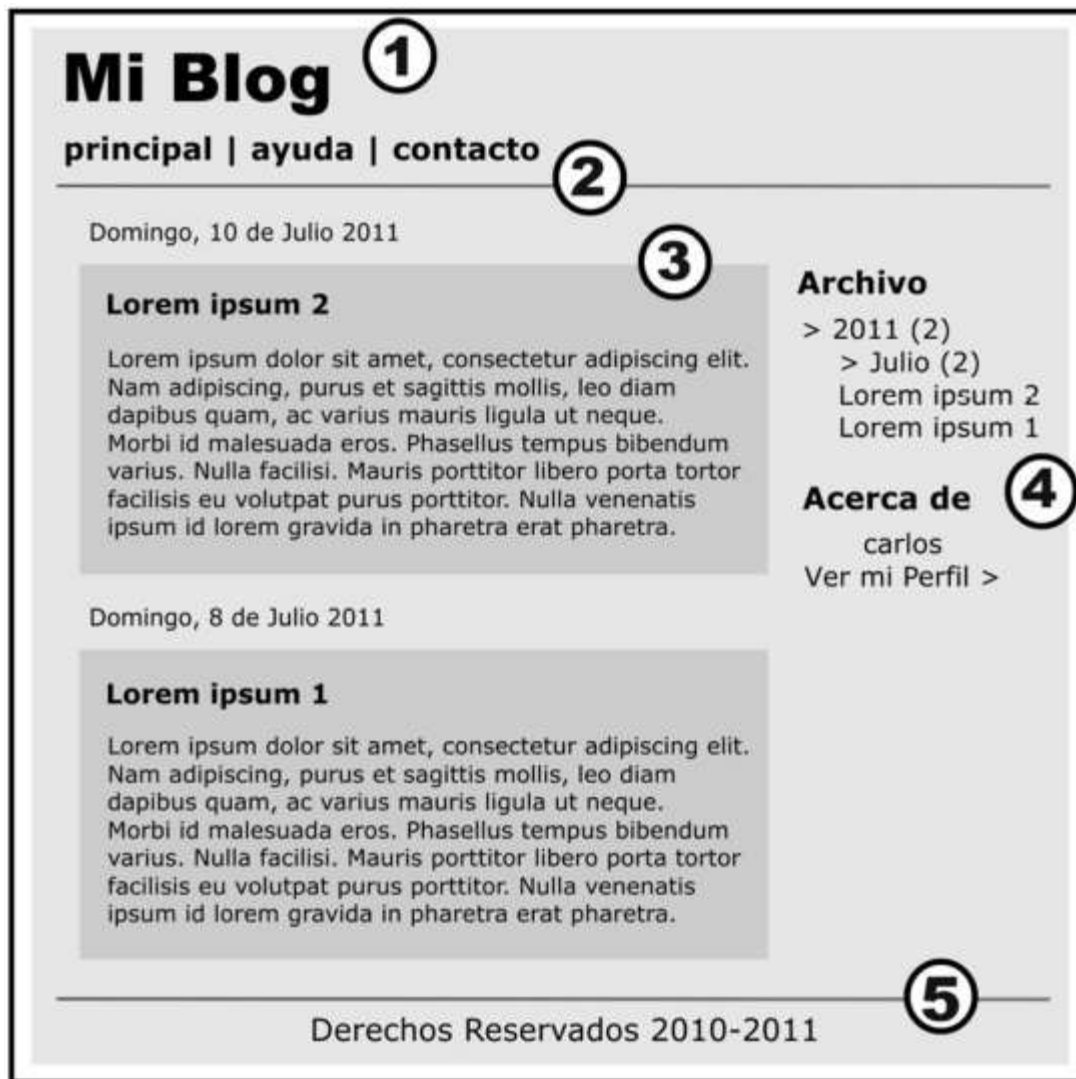 Mi Blog
1
principal | ayuda | contacto
2
Domingo, 10 de Julio 2011
3
Lorem ipsum 2
Lorem ipsum dolor sit amet, consectetur adipiscing elit.
Nam adipiscing, purus et sagittis mollis, leo diam
dapibus quam, ac varius mauris ligula ut neque.
Morbi id malesuada eros. Phasellus tempus bibendum
varius. Nulla facilisi. Mauris porttitor libero porta tortor
facilisis eu volutpat purus porttitor. Nulla venenatis
ipsum id lorem gravida in pharetra erat pharetra.
Domingo, 8 de Julio 2011
Lorem ipsum 1
Lorem ipsum dolor sit amet, consectetur adipiscing elit.
Nam adipiscing, purus et sagittis mollis, leo diam
dapibus quam, ac varius mauris ligula ut neque.
Morbi id malesuada eros. Phasellus tempus bibendum
varius. Nulla facilisi. Mauris porttitor libero porta tortor
facilisis eu volutpat purus porttitor. Nulla venenatis
ipsum id lorem gravida in pharetra erat pharetra.
Archivo
> 2011 (2)
> Julio (2)
Lorem ipsum 2
Lorem ipsum 1
4
Acerca de
carlos
Ver mi Perfil >
5
Derechos Reservados 2010-2011